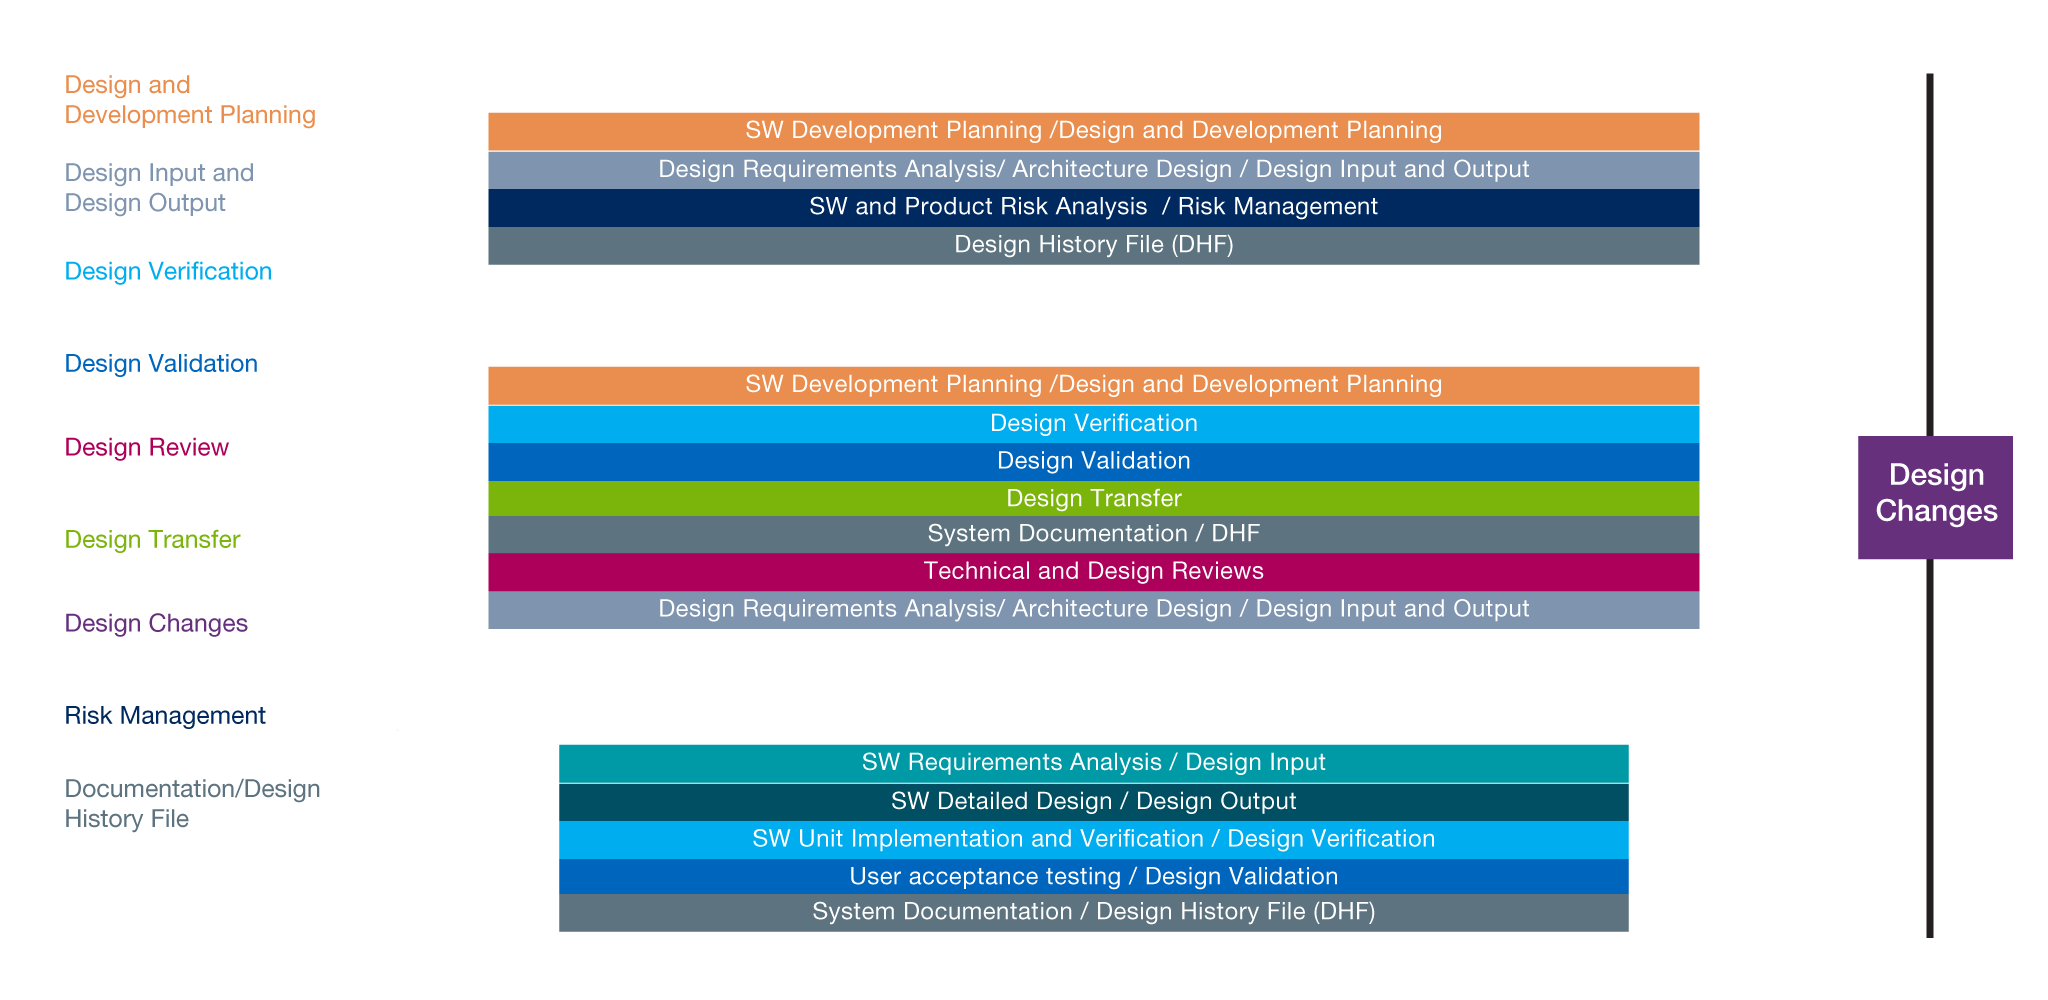 Design and
Development Planning
Design Input and
Design Output
Design Verification
Design Validation
Design Review
Design Transfer
Design Changes
Risk Management
Documentation/Design
History File
SW Development Planning /Design and Development Planning
Design Requirements Analysis/ Architecture Design / Design Input and Output
SW and Product Risk Analysis  / Risk Management
Design History File (DHF)
SW Development Planning /Design and Development Planning
Design Verification
Design Validation
Design Transfer
System Documentation / DHF
Technical and Design Reviews
Design Requirements Analysis/ Architecture Design / Design Input and Output
SW Requirements Analysis / Design Input
SW Detailed Design / Design Output
SW Unit Implementation and Verification / Design Verification
User acceptance testing / Design Validation
System Documentation / Design History File (DHF)
Design
Changes